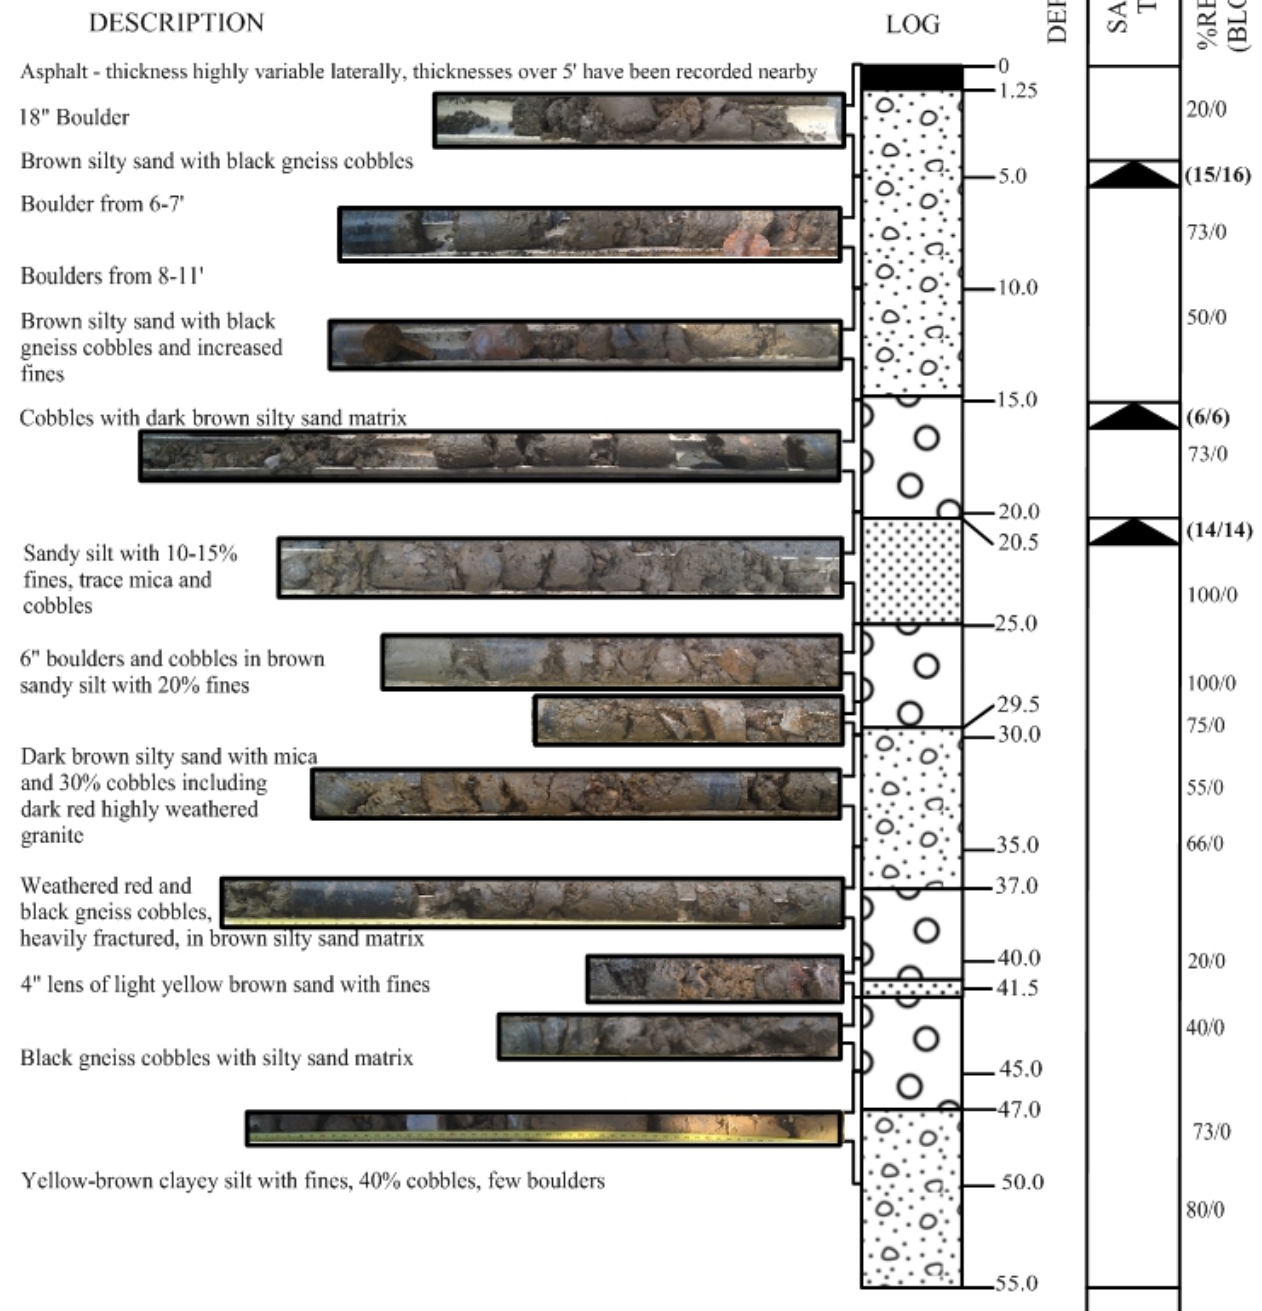 DESCRIPTION
LOG
DEP
SA
T
%RE
(BLO
Asphalt - thickness highly variable laterally, thicknesses over 5' have been recorded nearby
0
1.25
20/0
18" Boulder
Brown silty sand with black gneiss cobbles
5.0
(15/16)
Boulder from 6-7'
73/0
Boulders from 8-11'
10.0
50/0
Brown silty sand with black
gneiss cobbles and increased
fines
15.0
(6/6)
Cobbles with dark brown silty sand matrix
73/0
20.0
(14/14)
20.5
Sandy silt with 10-15%
fines, trace mica and
cobbles
100/0
25.0
6" boulders and cobbles in brown
sandy silt with 20% fines
100/0
29.5
75/0
30.0
Dark brown silty sand with mica
and 30% cobbles including
dark red highly weathered
granite
55/0
35.0
66/0
37.0
Weathered red and
black gneiss cobbles,
heavily fractured, in brown silty sand matrix
40.0
20/0
4" lens of light yellow brown sand with fines
41.5
40/0
Black gneiss cobbles with silty sand matrix
45.0
47.0
73/0
Yellow-brown clayey silt with fines, 40% cobbles, few boulders
50.0
80/0
55.0